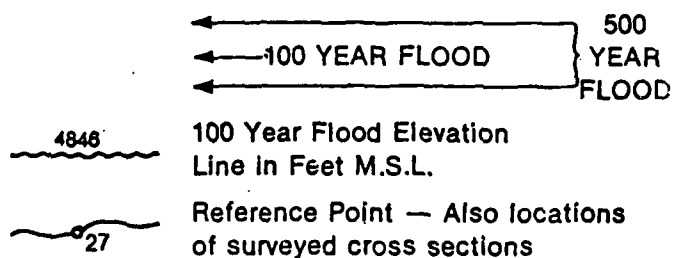 500
100 YEAR FLOOD YEAR
FLOOD
4846 100 Year Flood Elevation
Line in Feet M.S.L.
Reference Point — Also locations
27 of surveyed cross sections